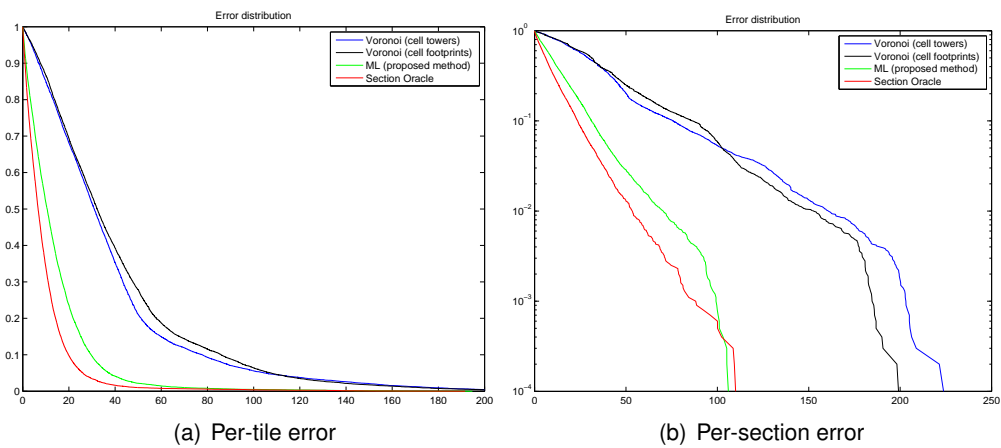 Error distribution
1
0.9
0.8
0.7
0.6
0.5
0.4
0.3
0.2
0.1
0
0 20 40 60 80 100 120 140 160 180 200
Voronoi (cell towers)
Voronoi (cell footprints)
ML (proposed method)
Section Oracle
(a) Per-tile error
Error distribution
10^0
10^-1
10^-2
10^-3
10^-4
0 50 100 150 200 250
Voronoi (cell towers)
Voronoi (cell footprints)
ML (proposed method)
Section Oracle
(b) Per-section error